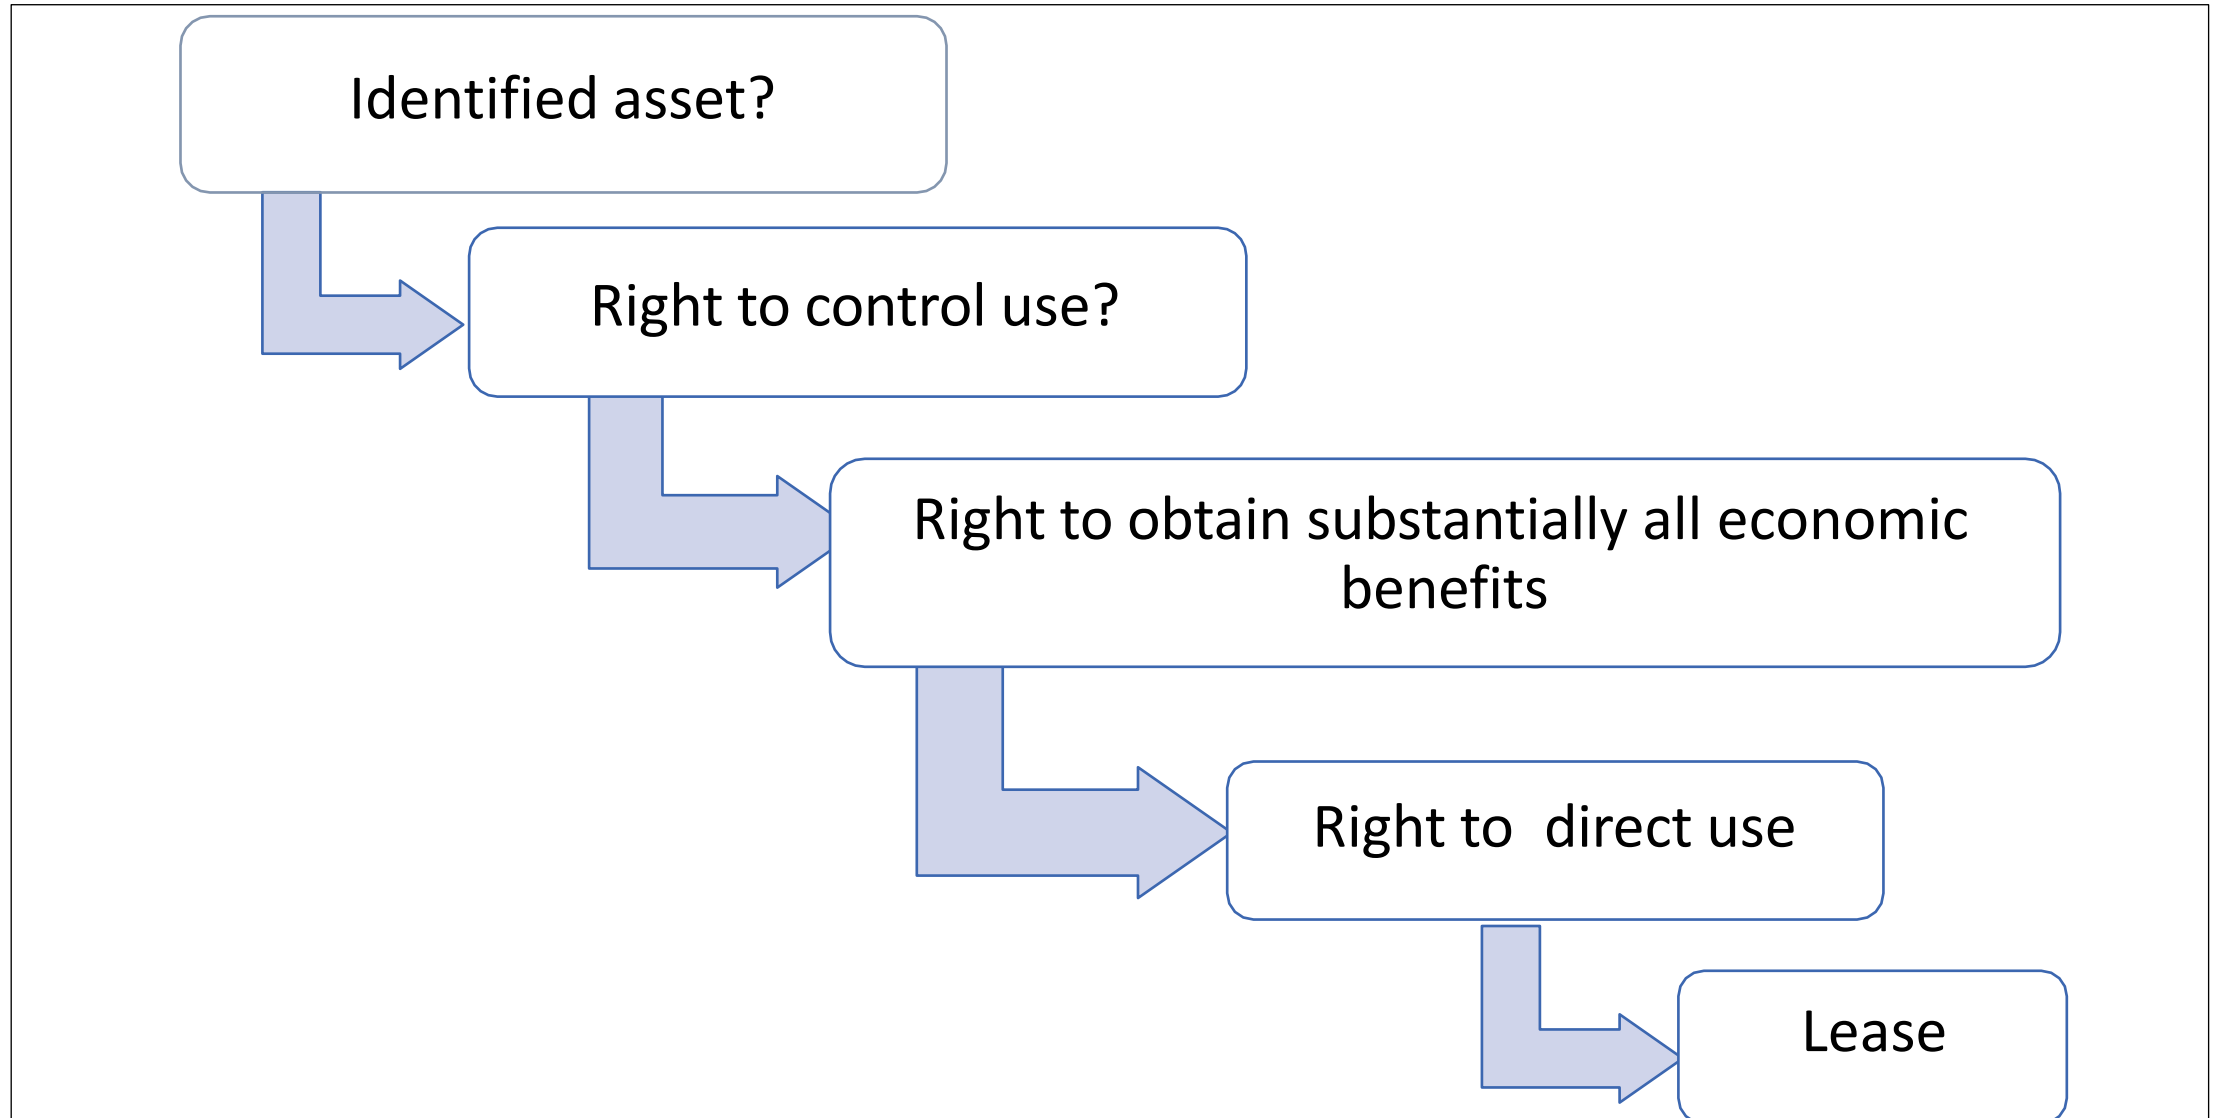 Identified asset?
Right to control use?
Right to obtain substantially all economic
benefits
Right to  direct use
Lease